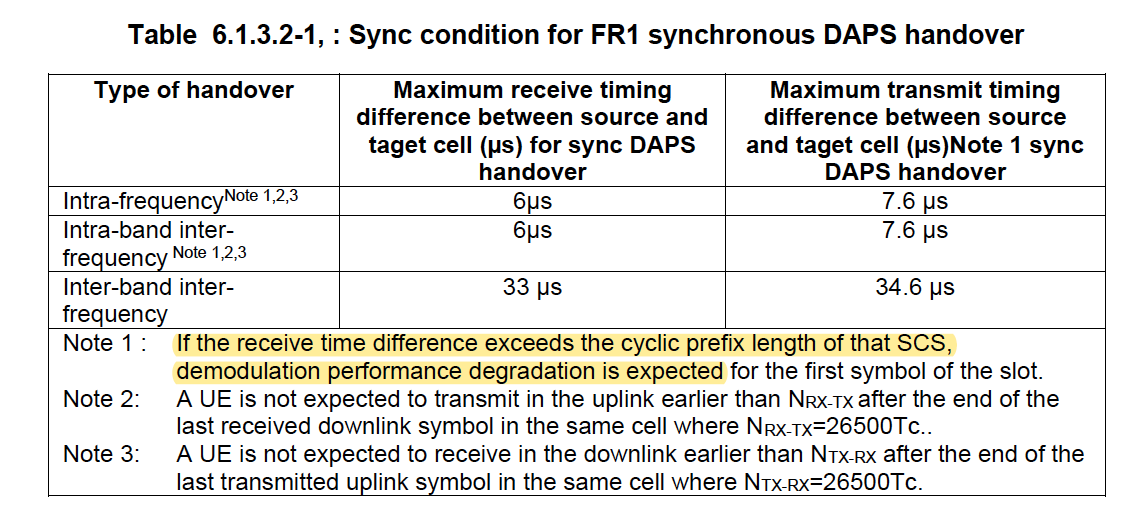 Table 6.1.3.2-1, : Sync condition for FR1 synchronous DAPS handover
Type of handover
Maximum receive timing
difference between source and
taget cell (µs) for sync DAPS
handover
Maximum transmit timing
difference between source
and taget cell (µs)Note 1 sync
DAPS handover
Intra-frequencyNote 1,2,3
6µs
7.6 µs
Intra-band inter-
frequency Note 1,2,3
6µs
7.6 µs
Inter-band inter-
frequency
33 µs
34.6 µs
Note 1 : If the receive time difference exceeds the cyclic prefix length of that SCS,
demodulation performance degradation is expected for the first symbol of the slot.
Note 2: A UE is not expected to transmit in the uplink earlier than NRX-TX after the end of the
last received downlink symbol in the same cell where NRX-TX=26500Tc..
Note 3: A UE is not expected to receive in the downlink earlier than NTX-RX after the end of the
last transmitted uplink symbol in the same cell where NTX-RX=26500Tc.